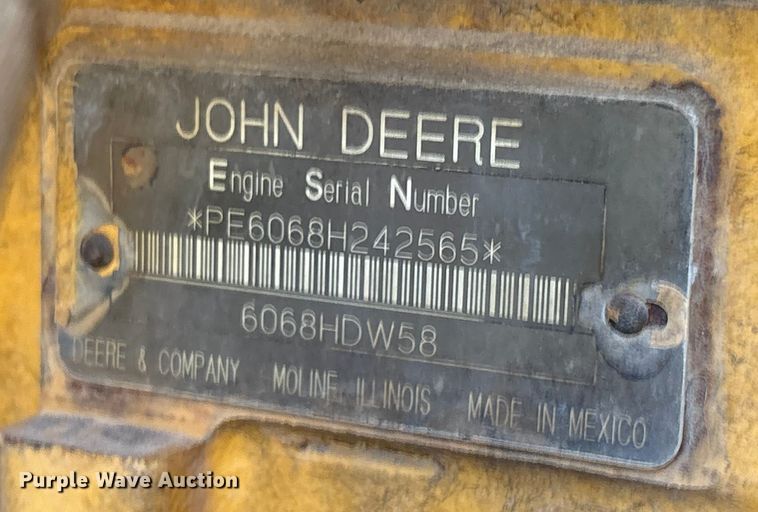 JOHN DEERE
Engine Serial Number
*PE6068H242565*
6068HDW58
DEERE & COMPANY MOLINE ILLINOIS MADE IN MEXICO
Purple Wave Auction